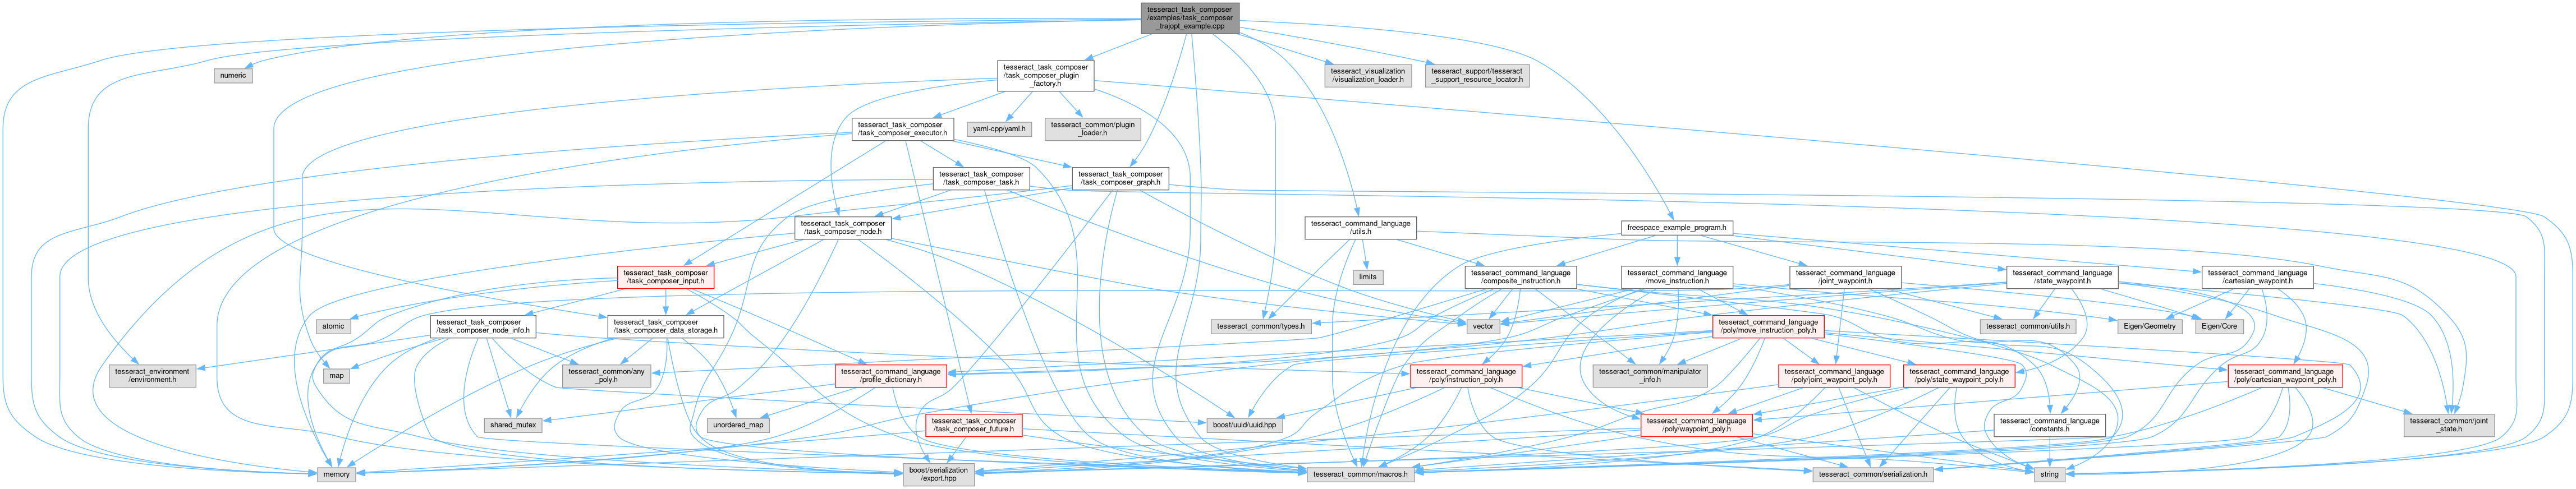 tesseract_task_composer
/examples/task_composer
_trajopt_example.cpp
numeric
tesseract_task_composer
/task_composer_plugin
_factory.h
tesseract_visualization
/visualization_loader.h
tesseract_support/tesseract
_support_resource_locator.h
tesseract_task_composer
/task_composer_executor.h
yaml-cpp/yaml.h
tesseract_common/plugin
_loader.h
tesseract_task_composer
/task_composer_task.h
tesseract_task_composer
/task_composer_graph.h
tesseract_task_composer
/task_composer_node.h
tesseract_command_language
/utils.h
freespace_example_program.h
tesseract_task_composer
/task_composer_input.h
limits
tesseract_command_language
/composite_instruction.h
tesseract_command_language
/move_instruction.h
tesseract_command_language
/joint_waypoint.h
tesseract_command_language
/state_waypoint.h
tesseract_command_language
/cartesian_waypoint.h
atomic
tesseract_task_composer
/task_composer_node_info.h
tesseract_task_composer
/task_composer_data_storage.h
tesseract_common/types.h
vector
tesseract_command_language
/poly/move_instruction_poly.h
tesseract_common/utils.h
Eigen/Geometry
Eigen/Core
tesseract_environment
/environment.h
map
tesseract_common/any
_poly.h
tesseract_command_language
/profile_dictionary.h
tesseract_command_language
/poly/instruction_poly.h
tesseract_common/manipulator
_info.h
tesseract_command_language
/poly/joint_waypoint_poly.h
tesseract_command_language
/poly/state_waypoint_poly.h
tesseract_command_language
/poly/cartesian_waypoint_poly.h
shared_mutex
unordered_map
tesseract_task_composer
/task_composer_future.h
boost/uuid/uuid.hpp
tesseract_command_language
/poly/waypoint_poly.h
tesseract_command_language
/constants.h
tesseract_common/joint
_state.h
memory
boost/serialization
/export.hpp
tesseract_common/macros.h
tesseract_common/serialization.h
string